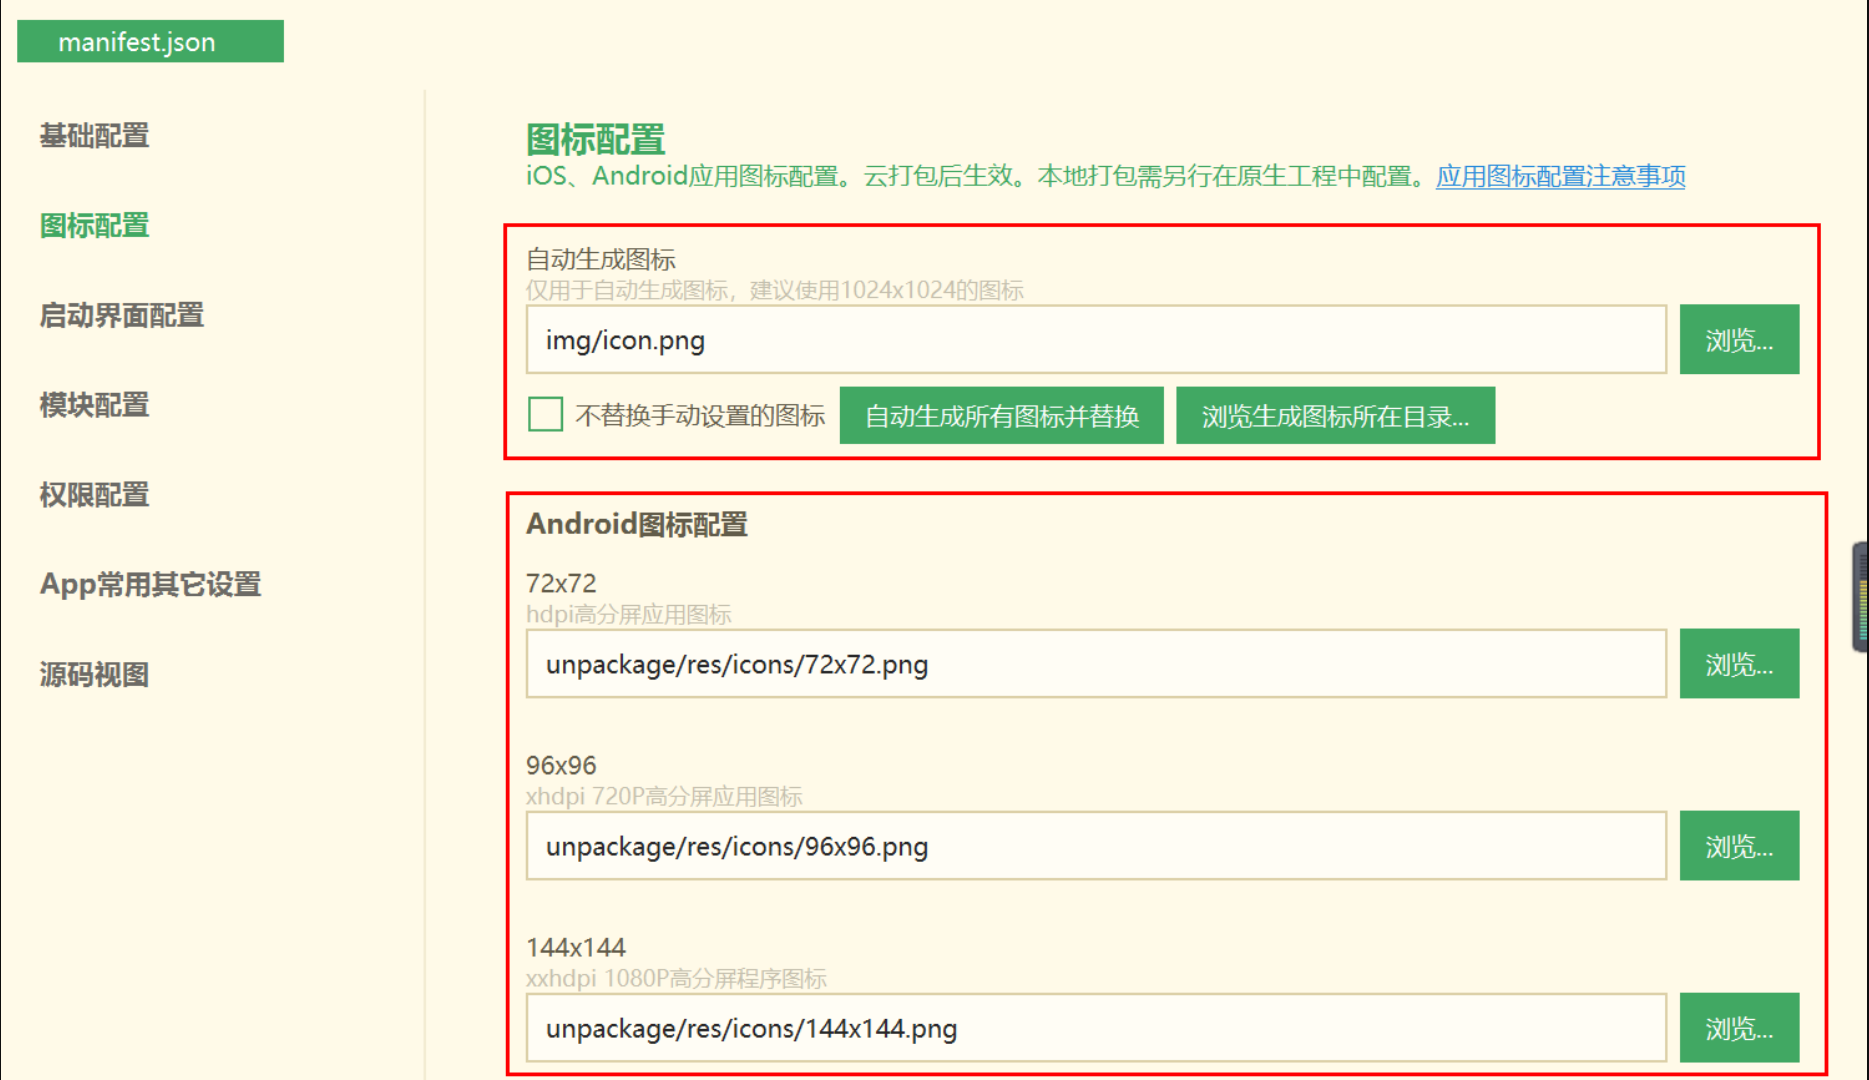 manifest.json
基础配置
图标配置
启动界面配置
模块配置
权限配置
App常用其它设置
源码视图
图标配置
iOS、Android应用图标配置。云打包后生效。本地打包需另行在原生工程中配置。应用图标配置注意事项
自动生成图标
仅用于自动生成图标，建议使用1024x1024的图标
img/icon.png 浏览...
不替换手动设置的图标 自动生成所有图标并替换 浏览生成图标所在目录...
Android图标配置
72x72
hdpi高分屏应用图标
unpackage/res/icons/72x72.png 浏览...
96x96
xhdpi 720P高分屏应用图标
unpackage/res/icons/96x96.png 浏览...
144x144
xxhdpi 1080P高分屏程序图标
unpackage/res/icons/144x144.png 浏览...